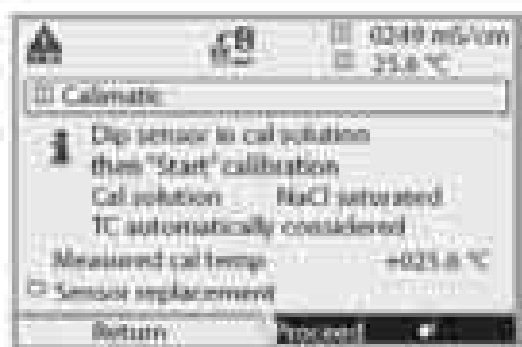 0249 mS/cm
25.6 °C
Calimatic
Dip sensor in cal solution
then "Start" calibration
Cal solution NaCl saturated
TC automatically considered
Measured cal temp +025.6 °C
Sensor replacement
Return Proceed